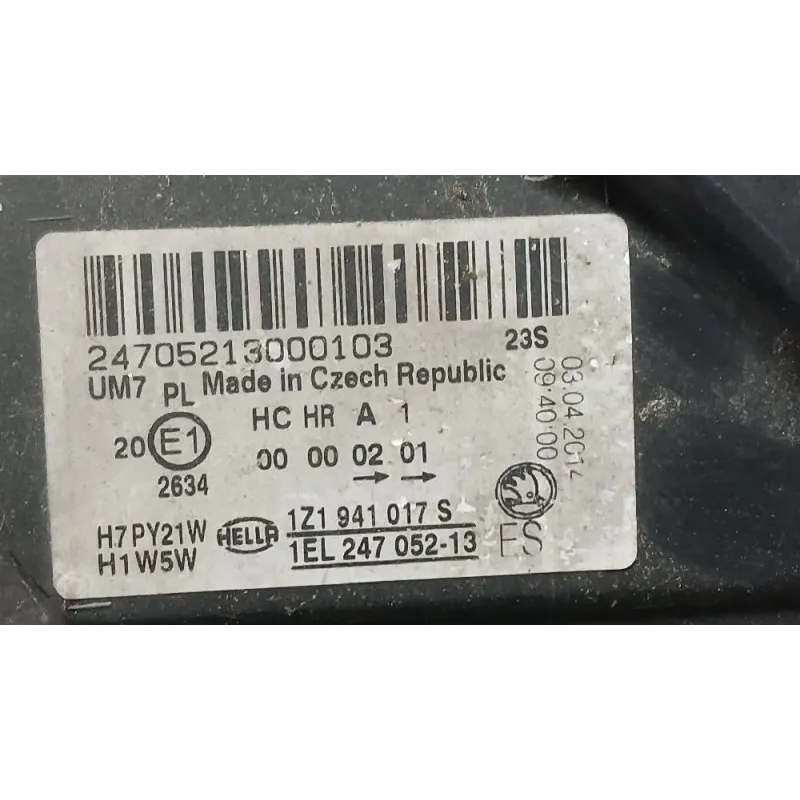 24705213000103
23S
UM7 PL Made in Czech Republic
HC HR A 1
20 E1
00 00 02 01
→ →
2634
H7 PY21W
H1 W5W
HELLA
1Z1 941 017 S
1EL 247 052-13
ES
03.04.2014
09:40:00